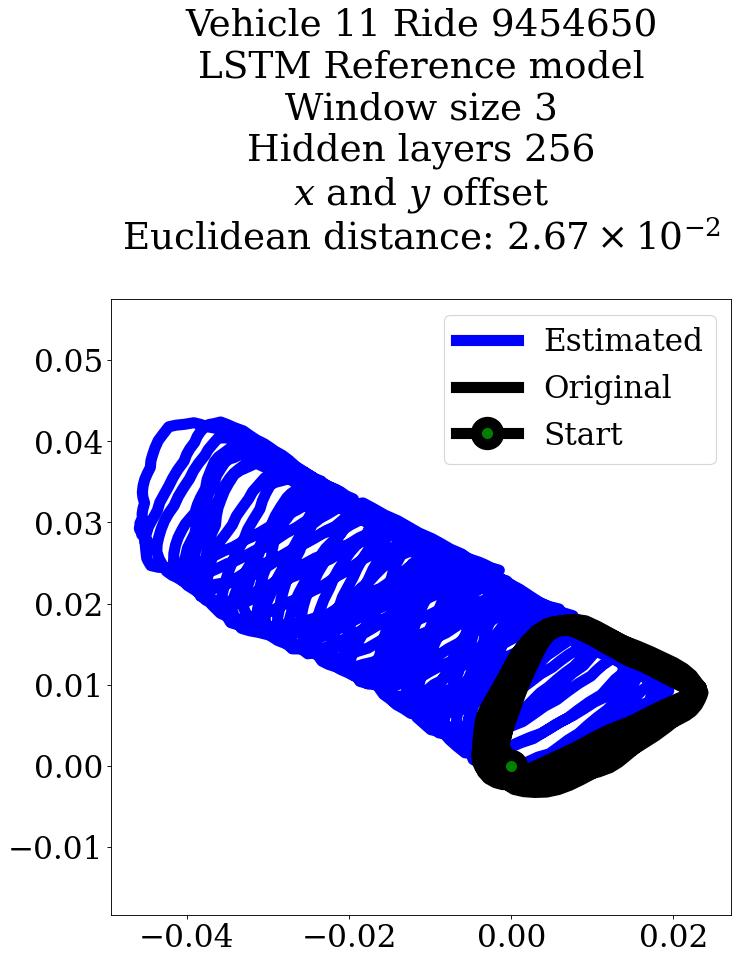 Vehicle 11 Ride 9454650
LSTM Reference model
Window size 3
Hidden layers 256
x and y offset
Euclidean distance: 2.67 × 10⁻²
Estimated
Original
Start
0.05
0.04
0.03
0.02
0.01
0.00
−0.01
−0.04
−0.02
0.00
0.02